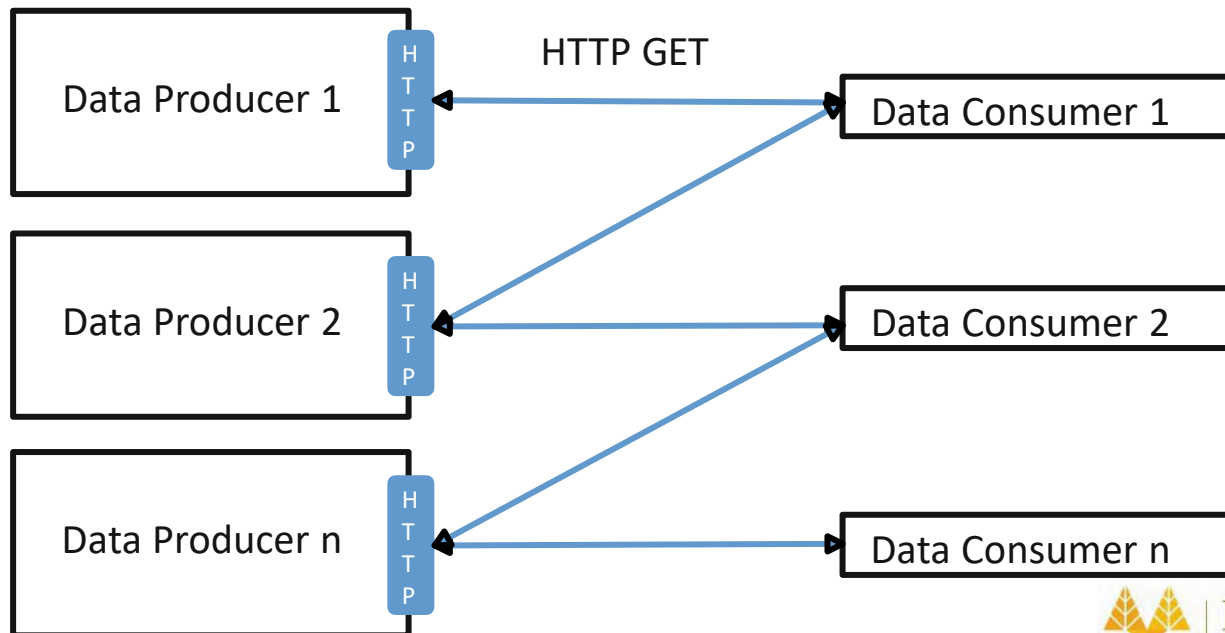 HTTP GET
Data Producer 1
H
T
T
P
Data Consumer 1
Data Producer 2
H
T
T
P
Data Consumer 2
Data Producer n
H
T
T
P
Data Consumer n